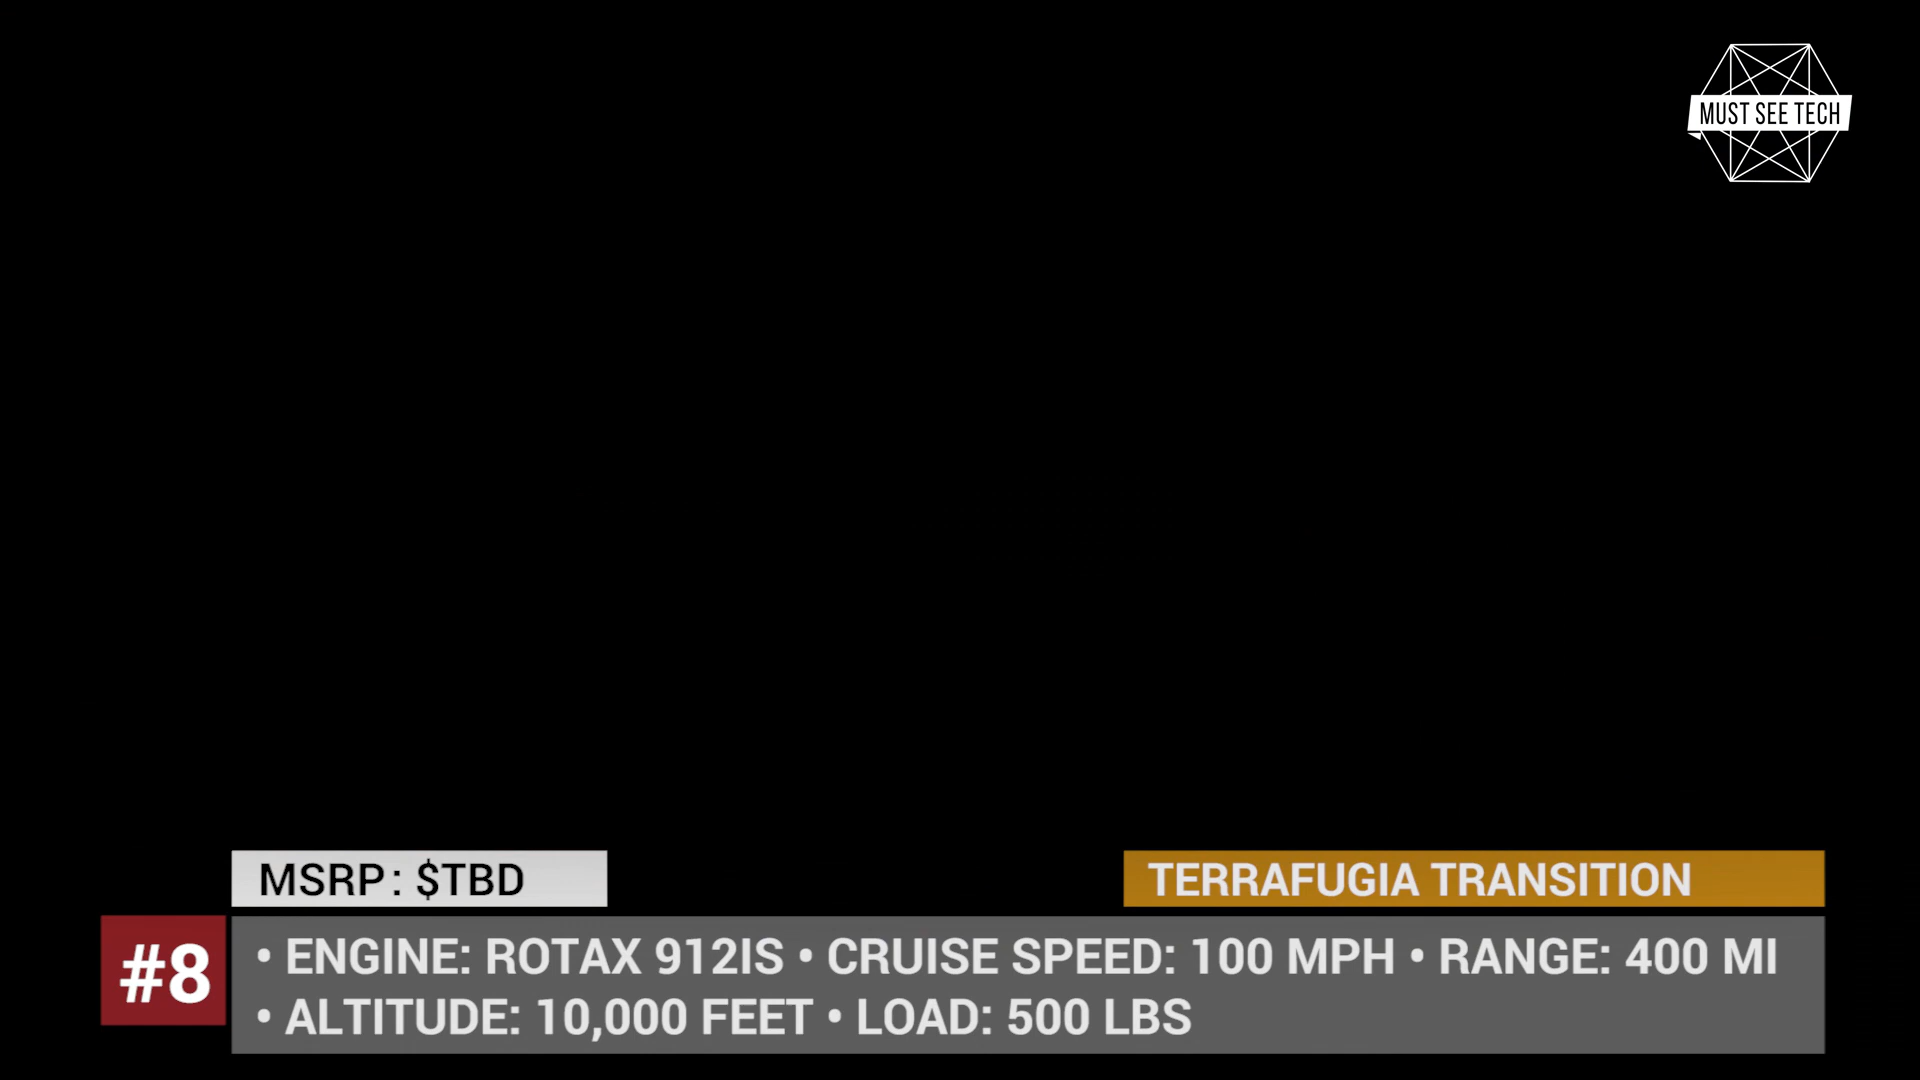 MUST SEE TECH
MSRP: $TBD
TERRAFUGIA TRANSITION
#8
• ENGINE: ROTAX 912IS • CRUISE SPEED: 100 MPH • RANGE: 400 MI
• ALTITUDE: 10,000 FEET • LOAD: 500 LBS